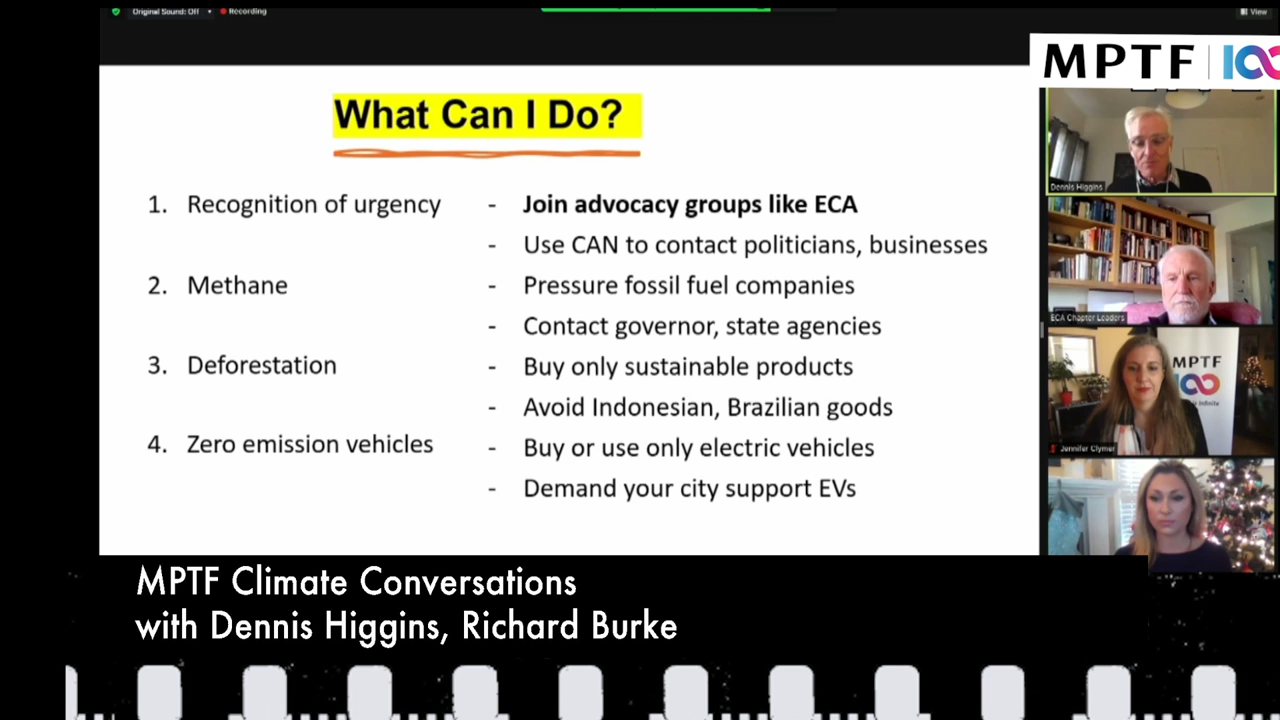 Original Sound: Off
Recording
View
MPTF 100
What Can I Do?
1. Recognition of urgency - Join advocacy groups like ECA
- Use CAN to contact politicians, businesses
2. Methane - Pressure fossil fuel companies
- Contact governor, state agencies
3. Deforestation - Buy only sustainable products
- Avoid Indonesian, Brazilian goods
4. Zero emission vehicles - Buy or use only electric vehicles
- Demand your city support EVs
Dennis Higgins
ECA Chapter Leaders
MPTF
100
Jennifer Clymer
MPTF Climate Conversations
with Dennis Higgins, Richard Burke